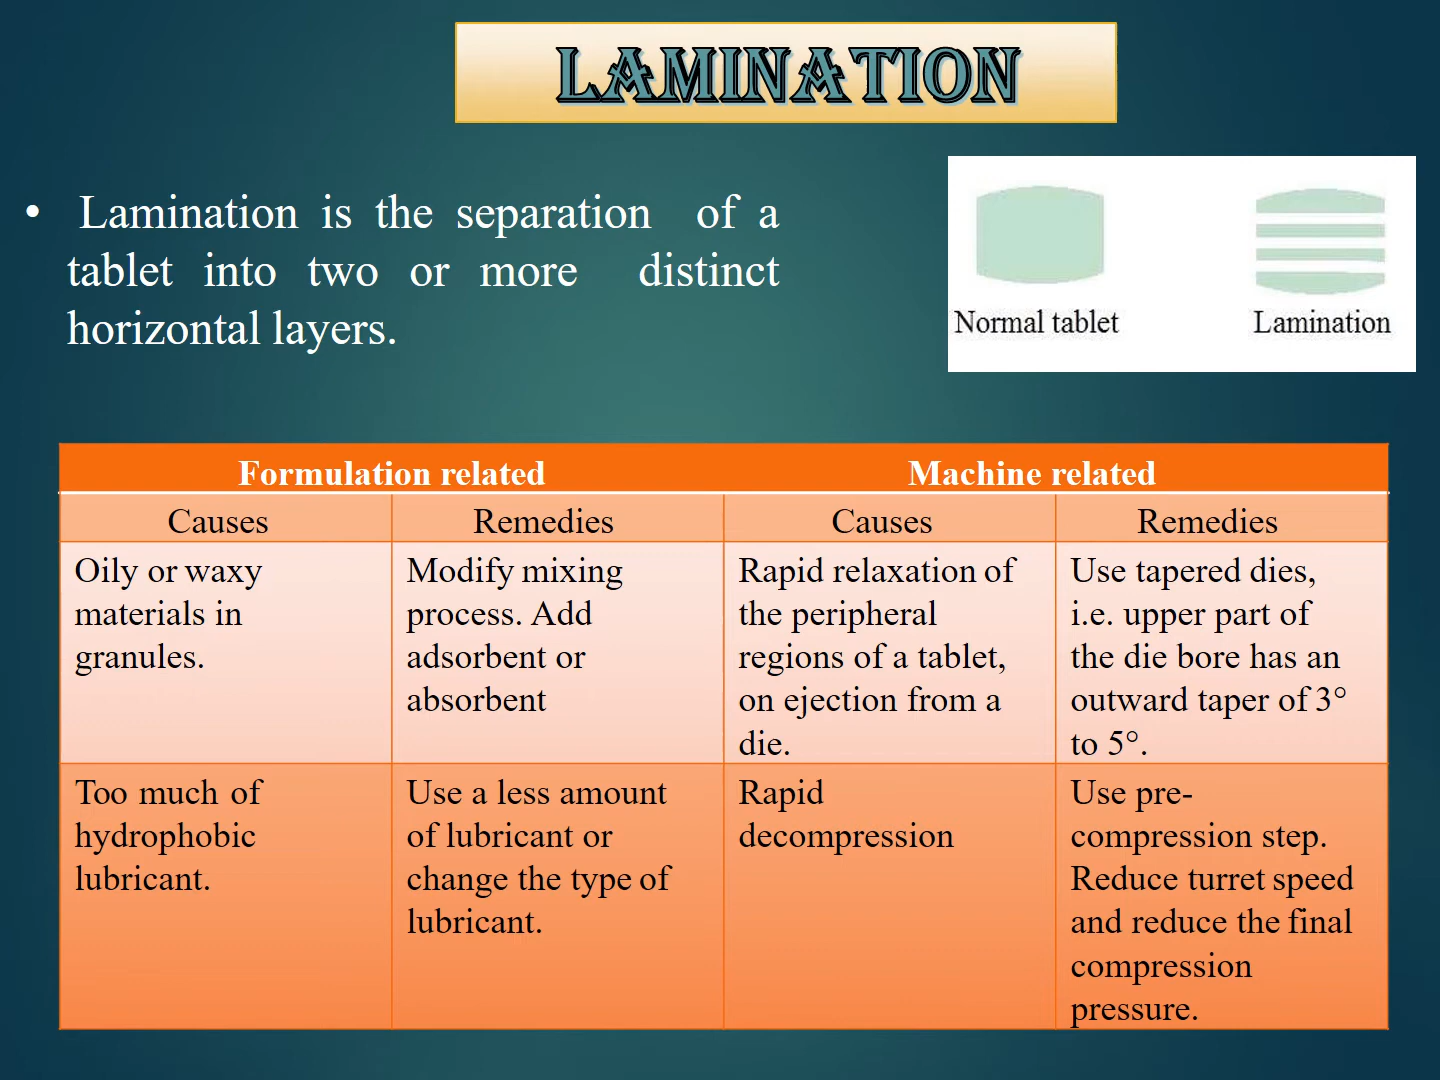 LAMINATION
• Lamination is the separation of a
tablet into two or more distinct
horizontal layers.
Normal tablet
Lamination
Formulation related
Machine related
Causes
Remedies
Causes
Remedies
Oily or waxy
materials in
granules.
Modify mixing
process. Add
adsorbent or
absorbent
Rapid relaxation of
the peripheral
regions of a tablet,
on ejection from a
die.
Use tapered dies,
i.e. upper part of
the die bore has an
outward taper of 3°
to 5°.
Too much of
hydrophobic
lubricant.
Use a less amount
of lubricant or
change the type of
lubricant.
Rapid
decompression
Use pre-
compression step.
Reduce turret speed
and reduce the final
compression
pressure.